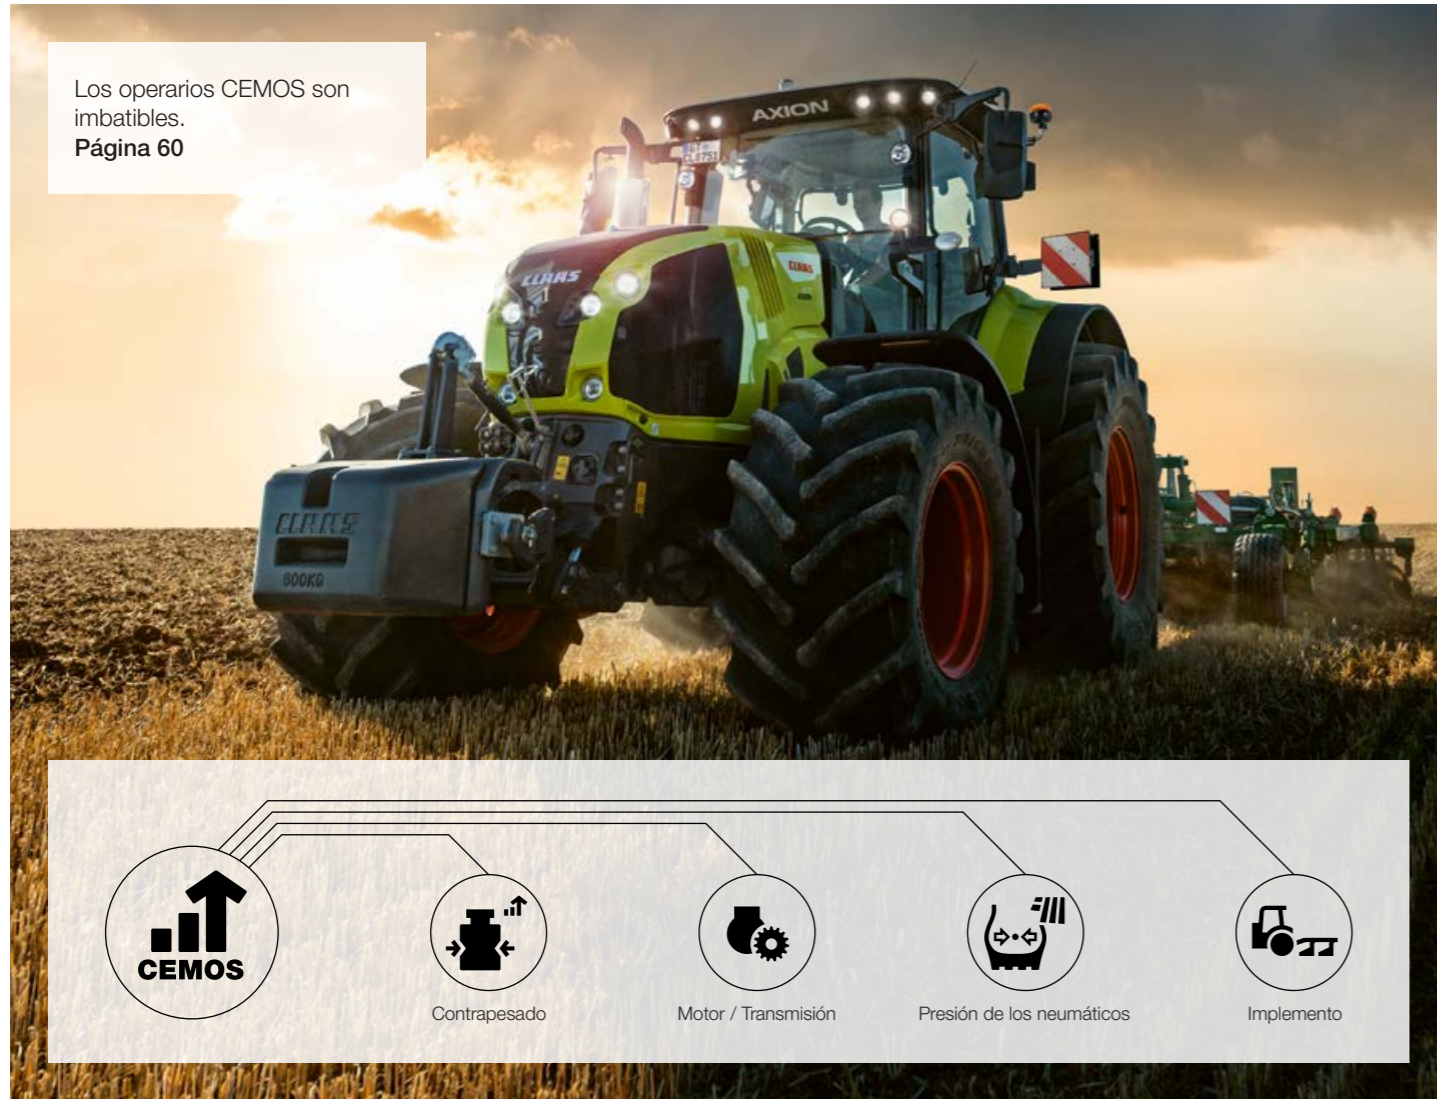 Los operarios CEMOS son
imbatibles.
Página 60
AXION
CLAAS
CLAAS
CLAAS
600KG
CEMOS
Contrapesado
Motor / Transmisión
Presión de los neumáticos
Implemento